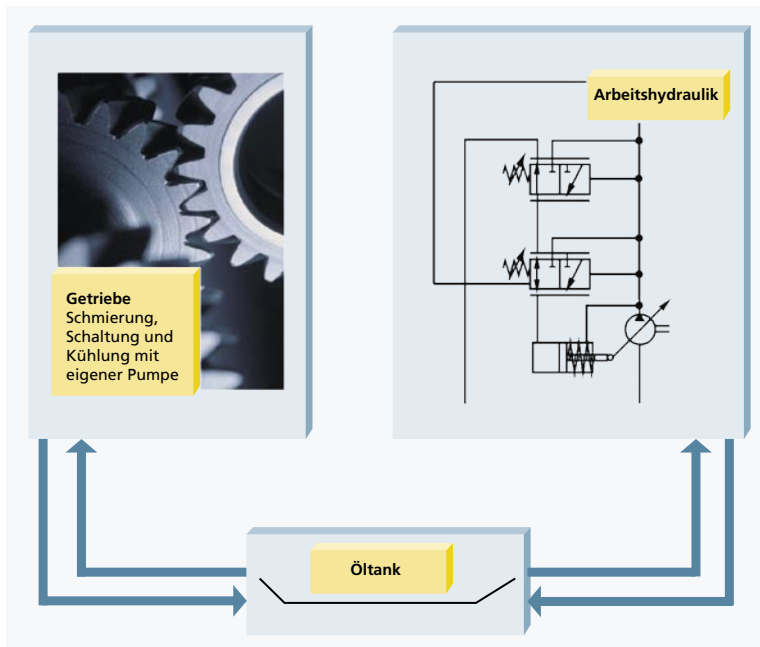 Arbeitshydraulik
Getriebe
Schmierung,
Schaltung und
Kühlung mit
eigener Pumpe
Öltank